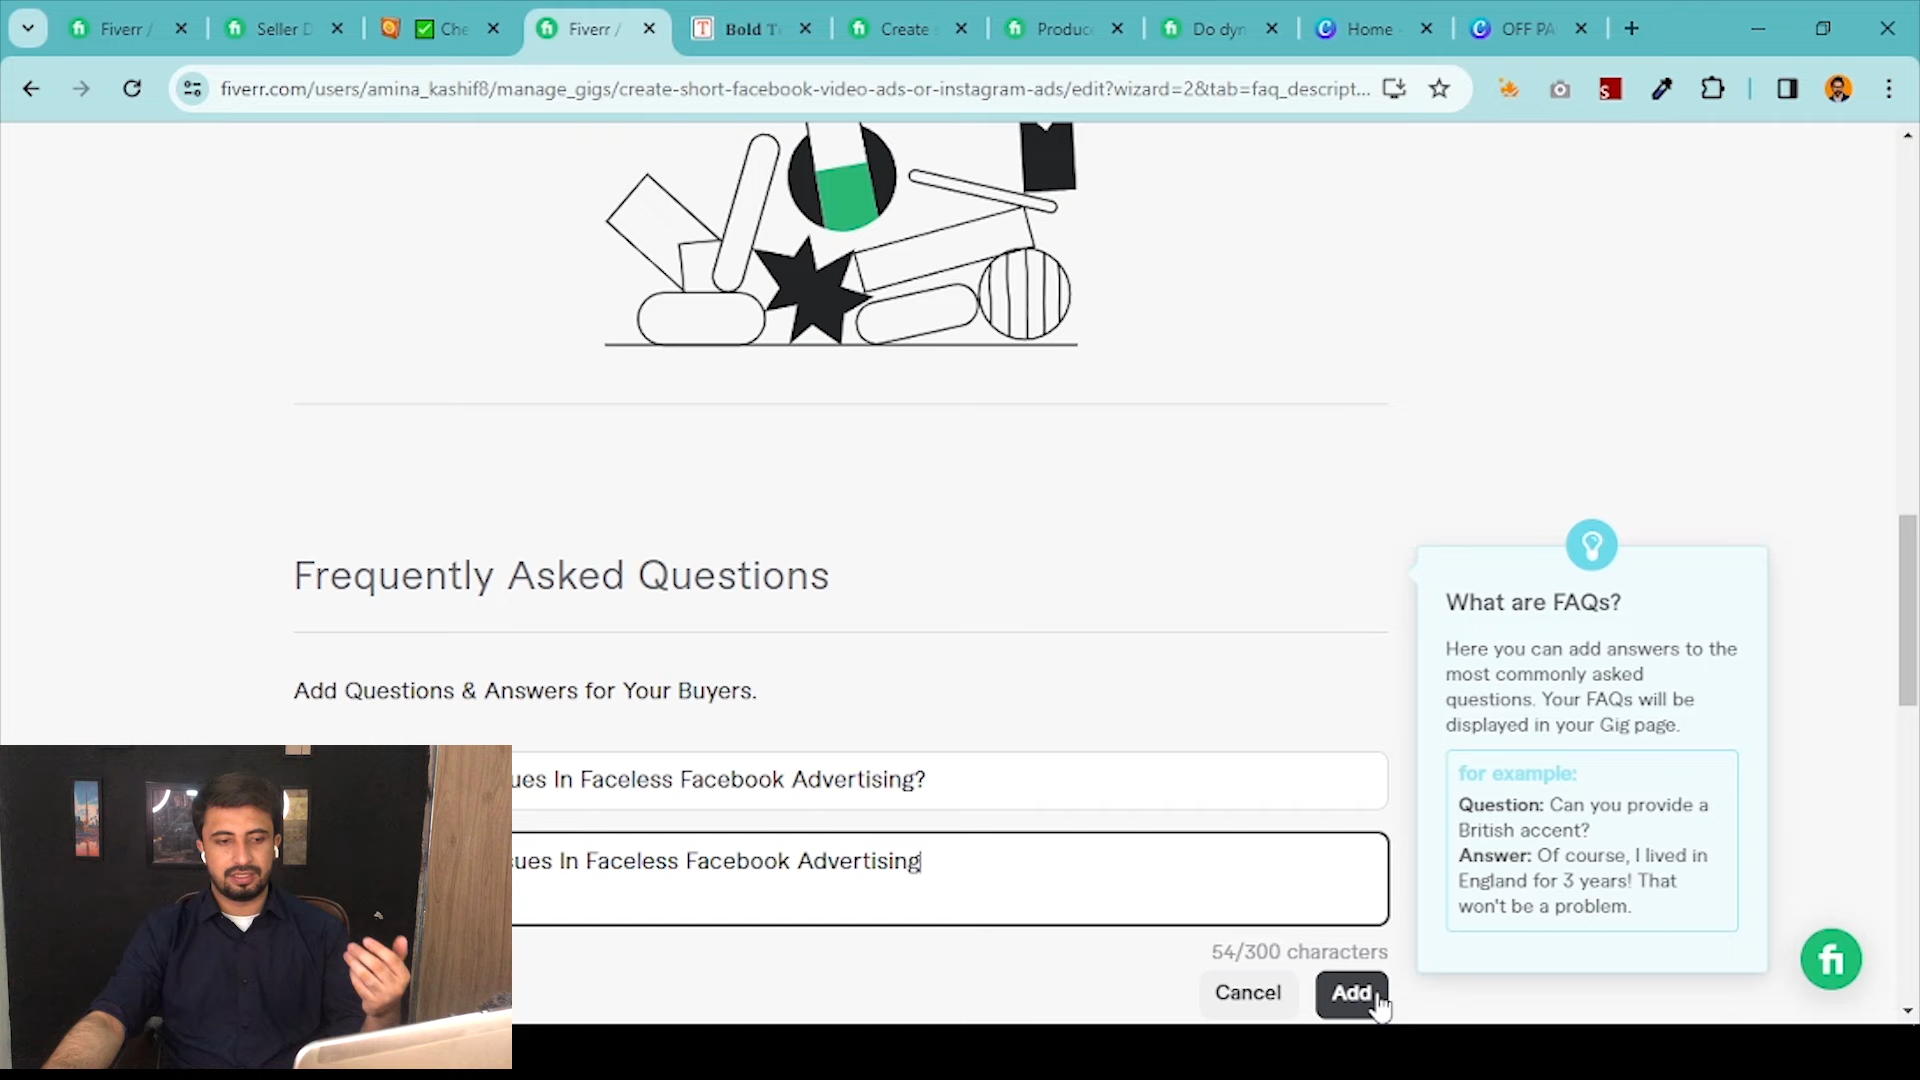 Fiverr /
Seller D
Che
Fiverr /
Bold T
Create
Produc
Do dyn
Home
OFF PA
fiverr.com/users/amina_kashif8/manage_gigs/create-short-facebook-video-ads-or-instagram-ads/edit?wizard=2&tab=faq_descript...
Frequently Asked Questions
Add Questions & Answers for Your Buyers.
ues In Faceless Facebook Advertising?
sues In Faceless Facebook Advertising
54/300 characters
Cancel
Add
What are FAQs?
Here you can add answers to the
most commonly asked
questions. Your FAQs will be
displayed in your Gig page.
for example:
Question: Can you provide a
British accent?
Answer: Of course, I lived in
England for 3 years! That
won't be a problem.
fi